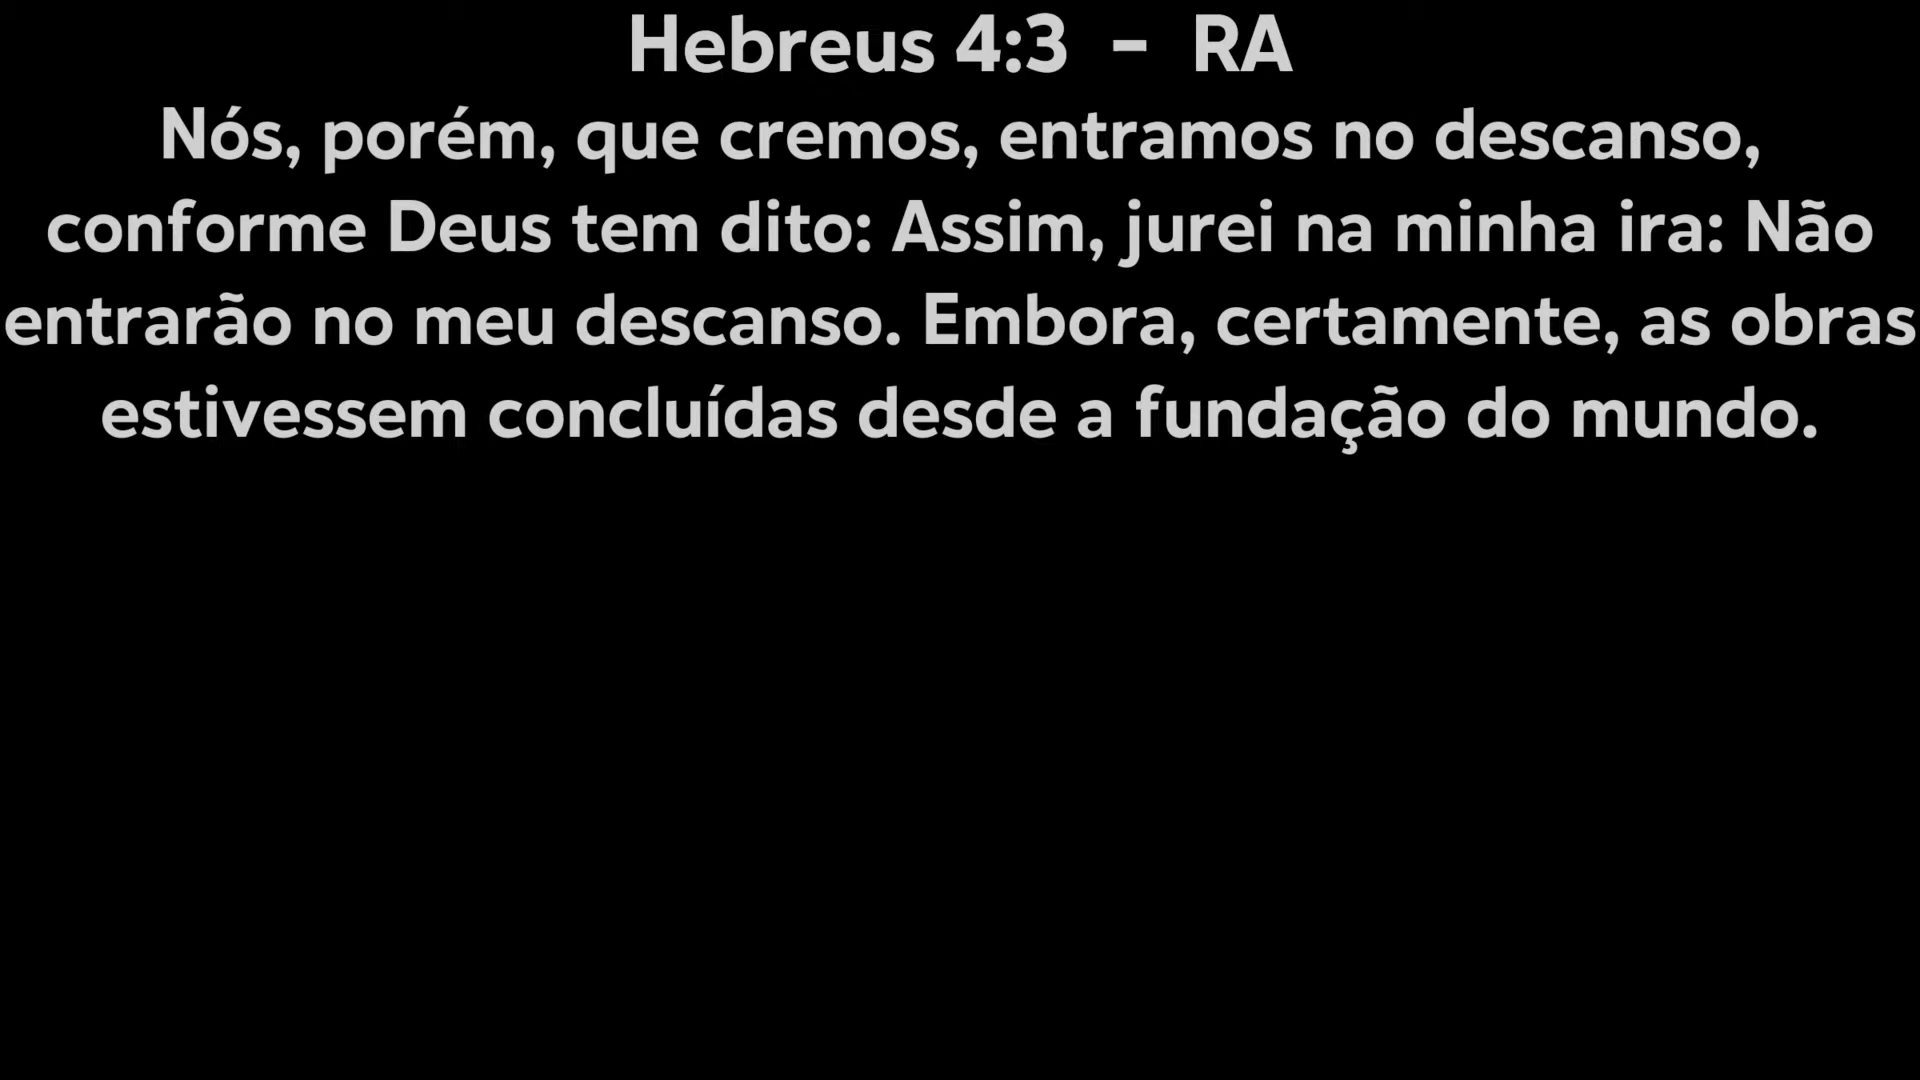 Hebreus 4:3 - RA
Nós, porém, que cremos, entramos no descanso,
conforme Deus tem dito: Assim, jurei na minha ira: Não
entrarão no meu descanso. Embora, certamente, as obras
estivessem concluídas desde a fundação do mundo.